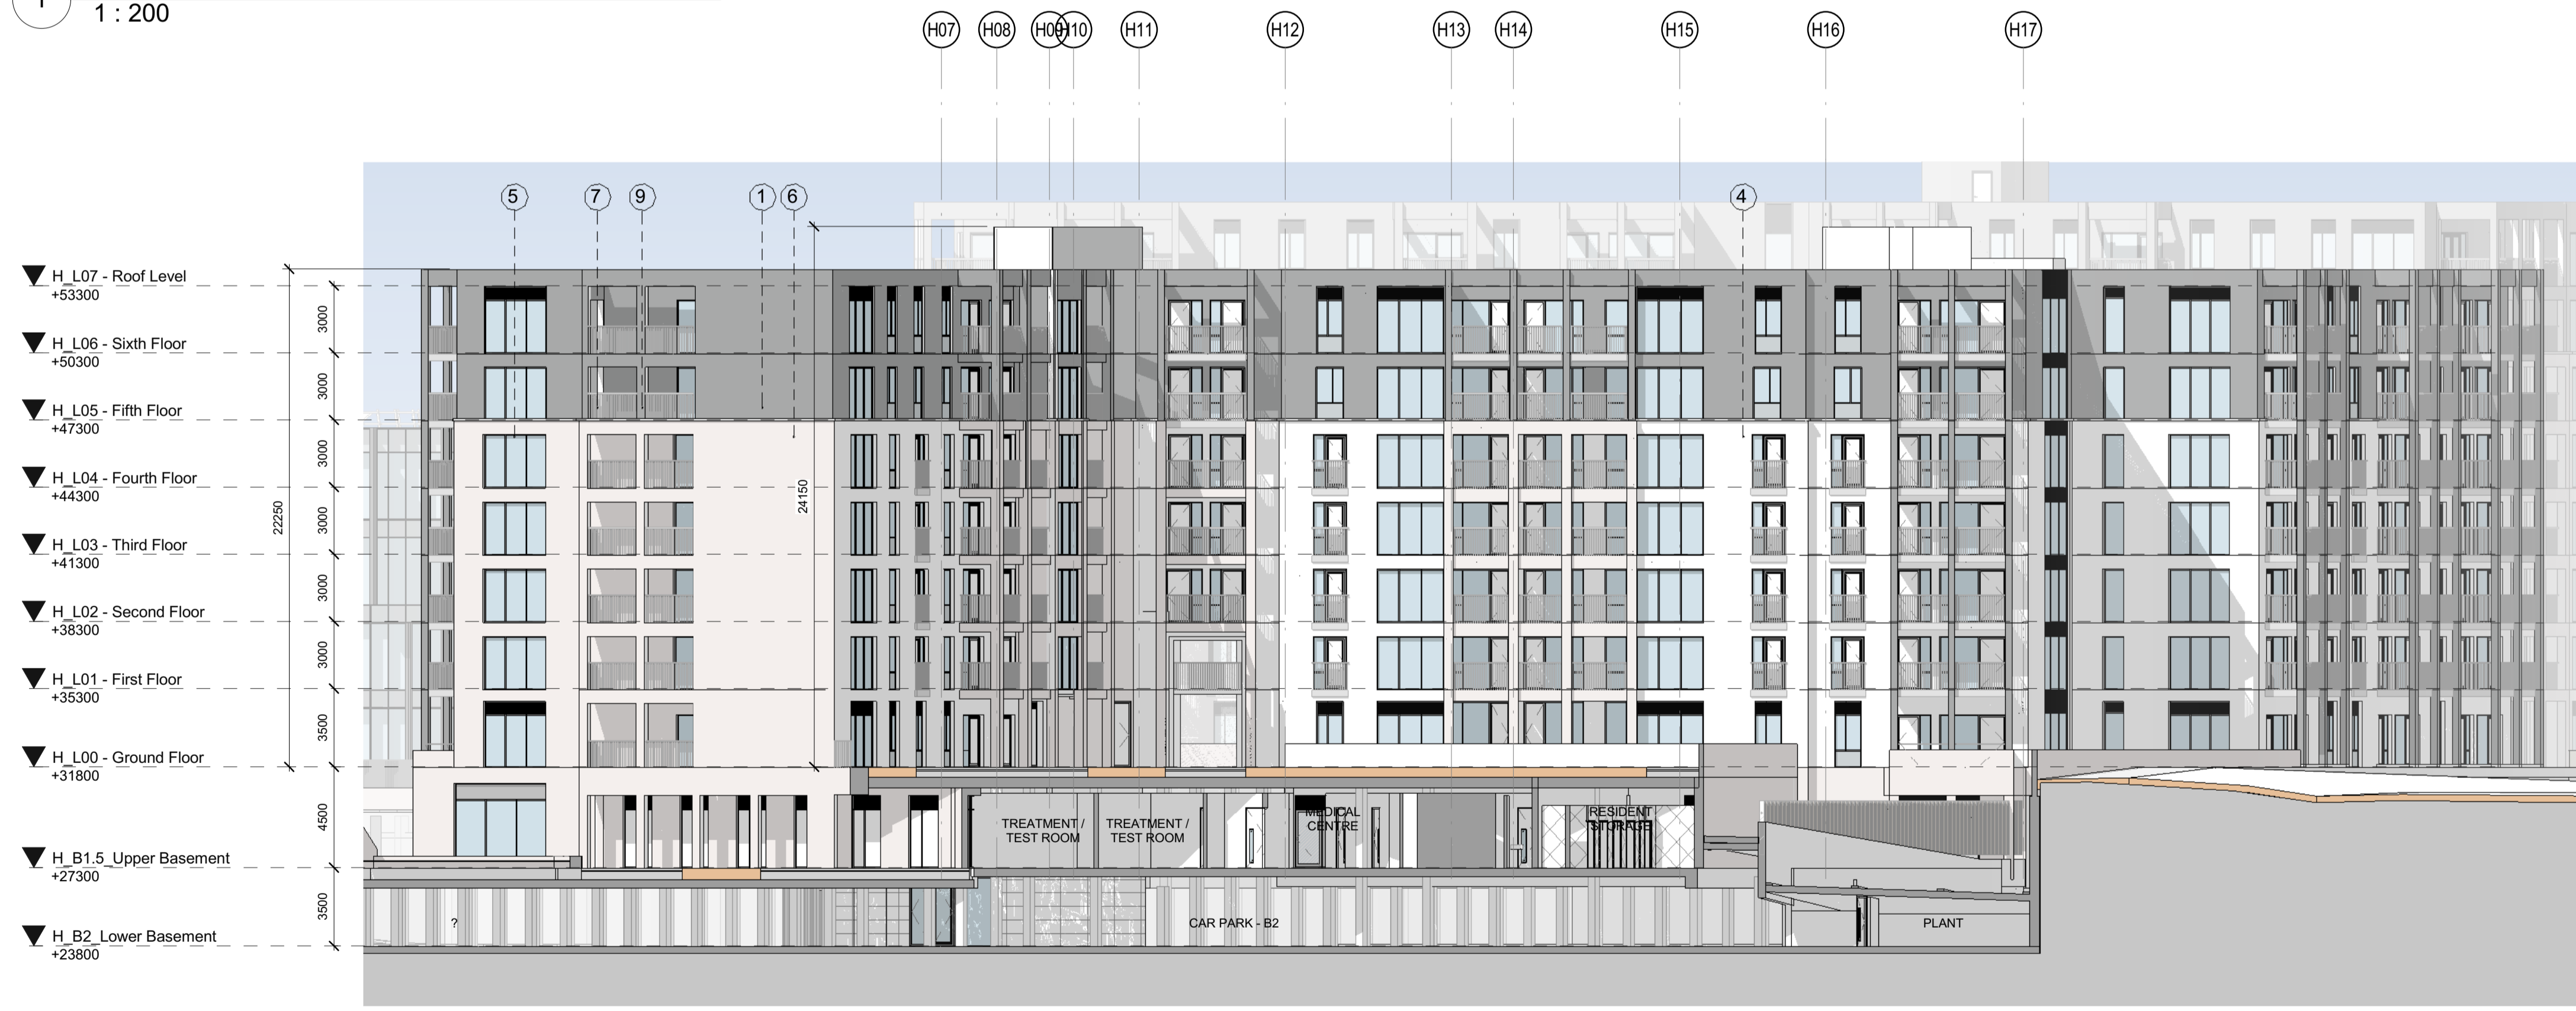 1 : 200
H07
H08
H09
H10
H11
H12
H13
H14
H15
H16
H17
5
7
9
1
6
4
H_L07 - Roof Level
+53300
3000
H_L06 - Sixth Floor
+50300
3000
H_L05 - Fifth Floor
+47300
3000
H_L04 - Fourth Floor
+44300
22250
24150
3000
H_L03 - Third Floor
+41300
3000
H_L02 - Second Floor
+38300
3000
H_L01 - First Floor
+35300
3500
H_L00 - Ground Floor
+31800
4500
TREATMENT /
TEST ROOM
TREATMENT /
TEST ROOM
MEDICAL
CENTRE
RESIDENT
STORAGE
H_B1.5_Upper Basement
+27300
3500
?
CAR PARK - B2
PLANT
H_B2_Lower Basement
+23800